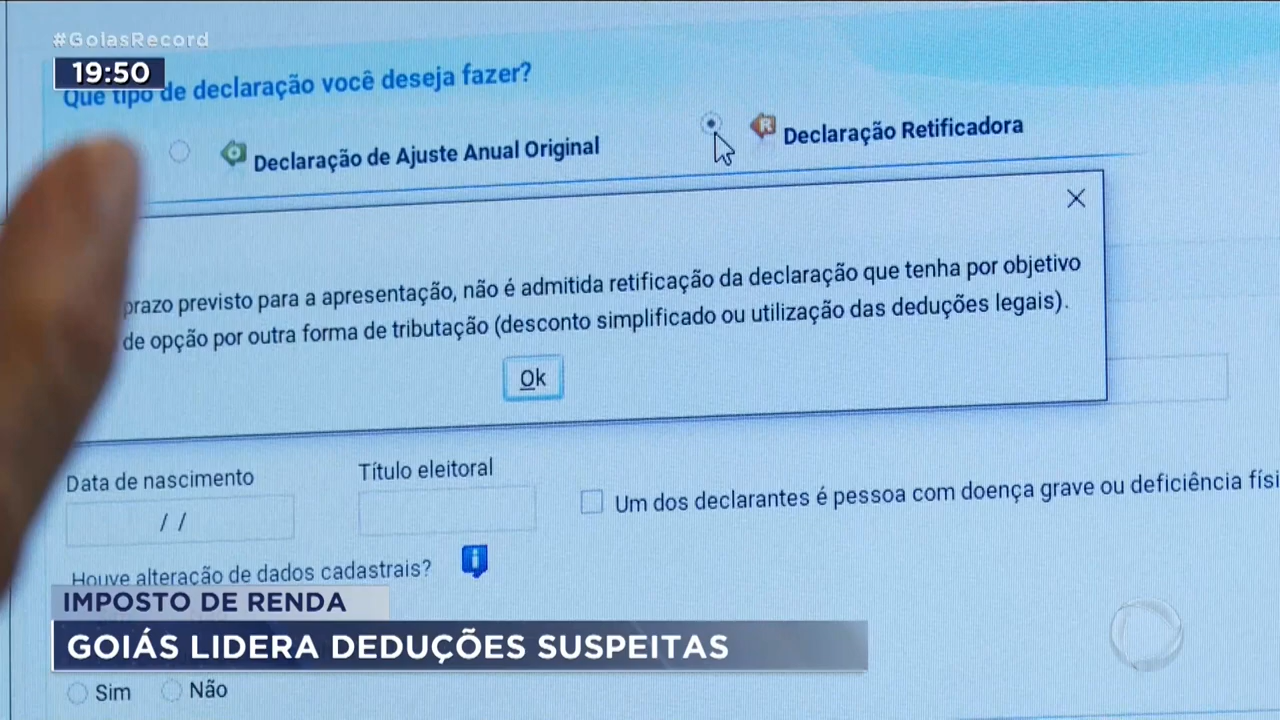 #GoiásRecord
19:50
Que tipo de declaração você deseja fazer?
Declaração de Ajuste Anual Original
R Declaração Retificadora
prazo previsto para a apresentação, não é admitida retificação da declaração que tenha por objetivo
de opção por outra forma de tributação (desconto simplificado ou utilização das deduções legais).
Ok
Data de nascimento
Título eleitoral
/ /
Um dos declarantes é pessoa com doença grave ou deficiência físi
Houve alteração de dados cadastrais?
IMPOSTO DE RENDA
GOIÁS LIDERA DEDUÇÕES SUSPEITAS
Sim
Não